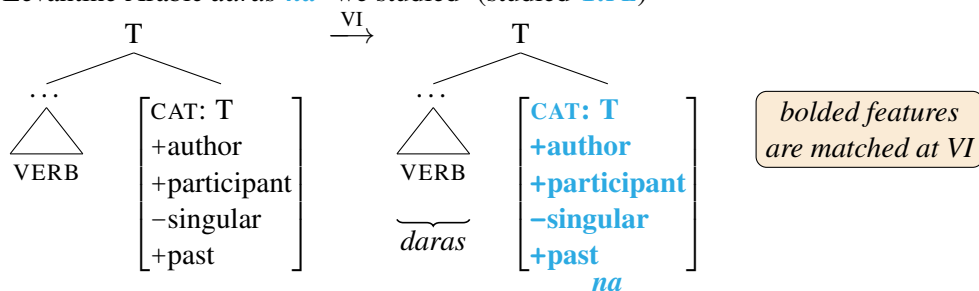 Levantine Arabic daras-na ‘we studied’ (studied-1.PL)
T
VI
T
…
CAT: T
+author
+participant
−singular
+past
VERB
…
CAT: T
+author
+participant
−singular
+past
VERB
daras
na
bolded features
are matched at VI